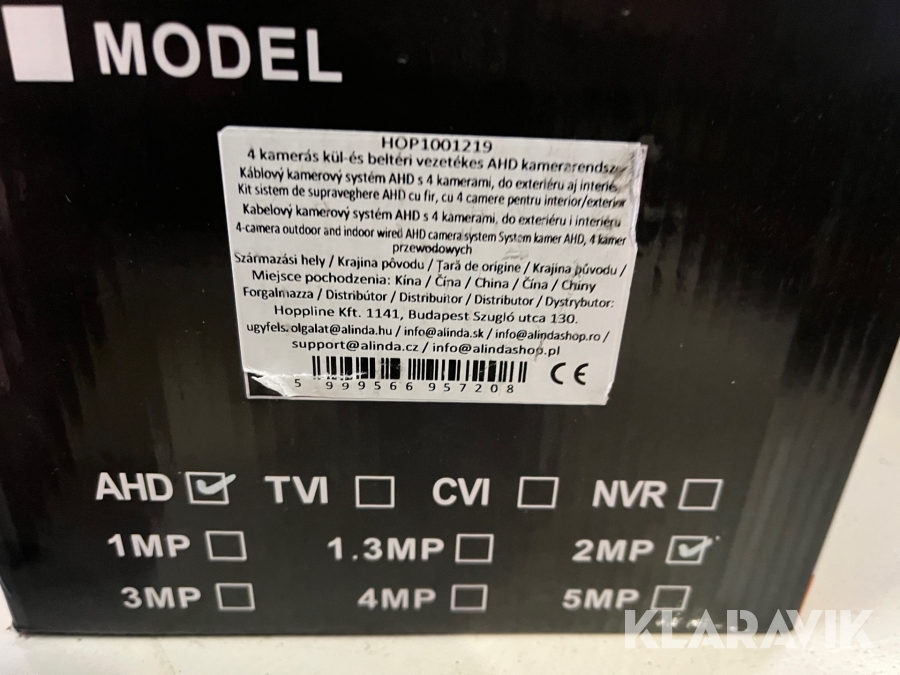 MODEL
HOP1001219
4 kamerás kül-és beltéri vezetékes AHD kamerarendsze
Káblový kamerový systém AHD s 4 kamerami, do exteriéru aj interié
Kit sistem de supraveghere AHD cu fir, cu 4 camere pentru interior/exterior
Kabelový kamerový systém AHD s 4 kamerami, do exteriéru i interiéru
4-camera outdoor and indoor wired AHD camera system System kamer AHD, 4 kamer
przewodowych
Származási hely / Krajina pôvodu / Țară de origine / Krajina původu /
Miejsce pochodzenia: Kína / Čína / China / Čína / Chiny
Forgalmazza / Distribútor / Distribuitor / Distributor / Dystrybutor:
Hoppline Kft. 1141, Budapest Szugló utca 130.
ugyfels.olgalat@alinda.hu / info@alinda.sk / info@alindashop.ro /
support@alinda.cz / info@alindashop.pl
5 999566 957208 CE
AHD TVI CVI NVR
1MP 1.3MP 2MP
3MP 4MP 5MP
KLARAVIK